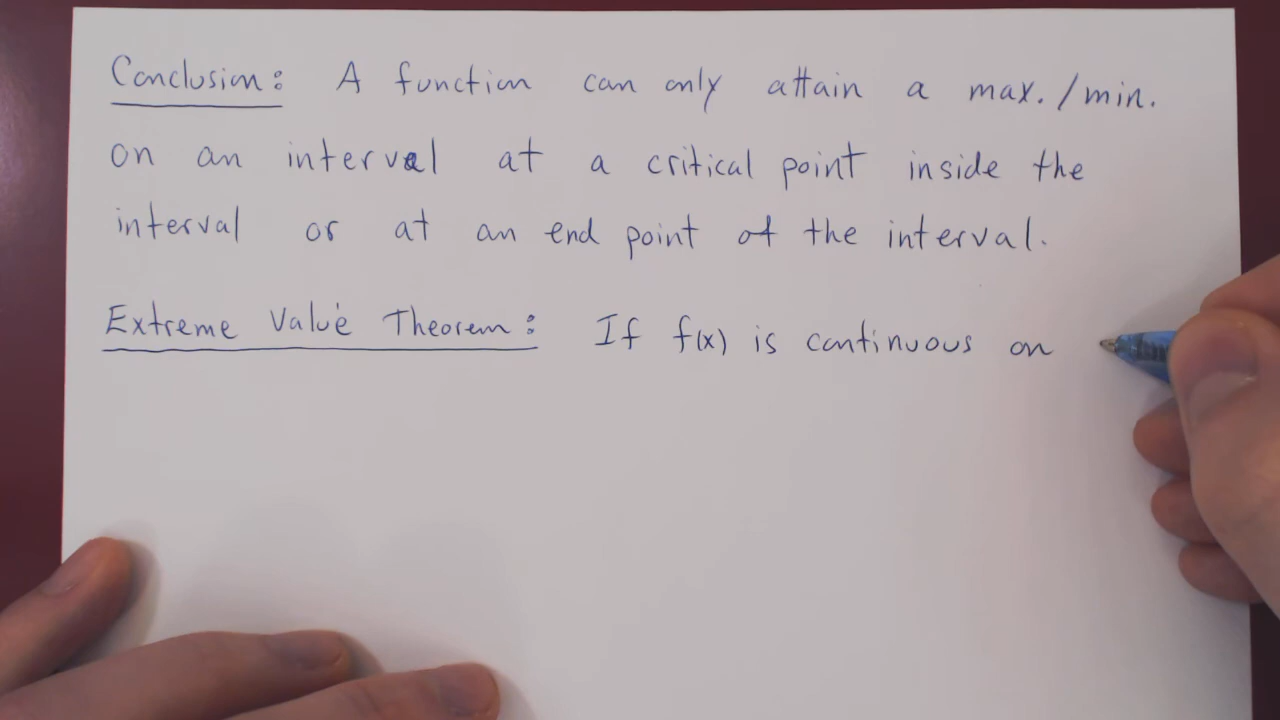 Conclusion: A function can only attain a max./min.
on an interval at a critical point inside the
interval or at an end point of the interval.
Extreme Value Theorem: If f(x) is continuous on